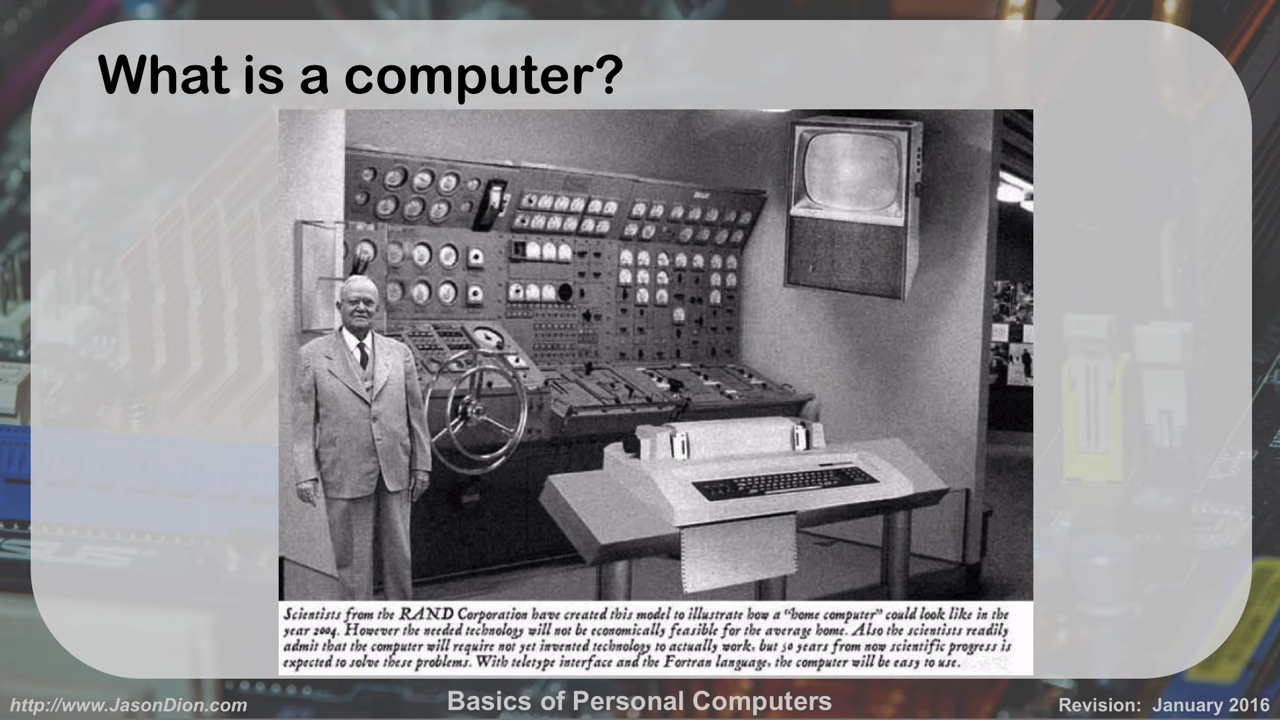 What is a computer?
Scientists from the RAND Corporation have created this model to illustrate how a "home computer" could look like in the
year 2004. However the needed technology will not be economically feasible for the average home. Also the scientists readily
admit that the computer will require not yet invented technology to actually work, but 50 years from now scientific progress is
expected to solve these problems. With teletype interface and the Fortran language, the computer will be easy to use.
http://www.JasonDion.com
Basics of Personal Computers
Revision: January 2016